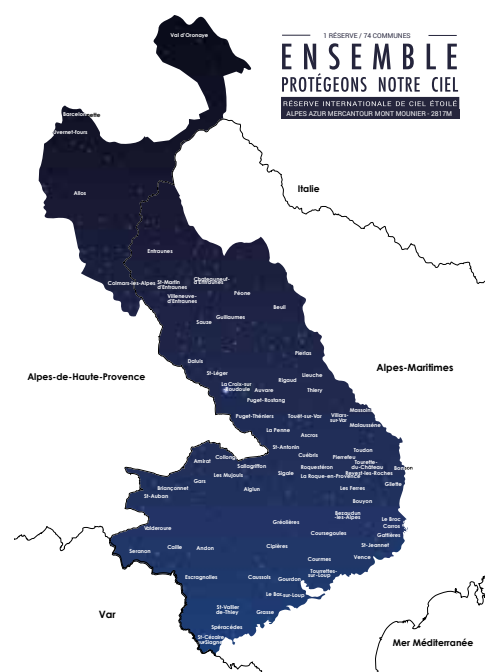 1 RÉSERVE / 74 COMMUNES
ENSEMBLE
PROTÉGEONS NOTRE CIEL
RÉSERVE INTERNATIONALE DE CIEL ÉTOILÉ
ALPES AZUR MERCANTOUR MONT MOUNIER - 2817M
Val d'Oronaye
Barcelonnette
Uvernet-fours
Italie
Allos
Entraunes
Colmars-les-Alpes
St-Martin
d'Entraunes
Chateauneuf-
d'Entraunes
Villeneuve-
d'Entraunes
Péone
Beuil
Guillaumes
Sauze
Daluis
Pierlas
Alpes-Maritimes
Alpes-de-Haute-Provence
St-Léger
La Croix-sur
Roudoule
Auvare
Rigaud
Lieuche
Thiery
Puget-Rostang
Puget-Théniers
Touët-sur-Var
Villars-
sur-Var
Massoins
Malaussène
La Penne
Ascros
St-Antonin
Cuébris
Pierrefeu
Toudon
Tourette-
du-Château
Revest-les-Roches
Bonson
Amirat
Collong
Sallagriffon
Roquestéron
La Roque-en-Provence
Sigale
Gars
Les Mujouls
Aiglun
Les Ferres
Gilette
Briançonnet
St-Auban
Bouyon
Bezaudun
-les-Alpes
Le Broc
Carros
Gréolières
Coursegoules
Gattières
St-Jeannet
Valderoure
Seranon
Caille
Andon
Cipières
Courmes
Vence
Tourrettes-
sur-Loup
Escragnolles
Caussols
Gourdon
Le Bar-sur-Loup
St-Vallier
de-Thiey
Grasse
Spéracèdes
St-Cézaire
surSiagne
Var
Mer Méditerranée